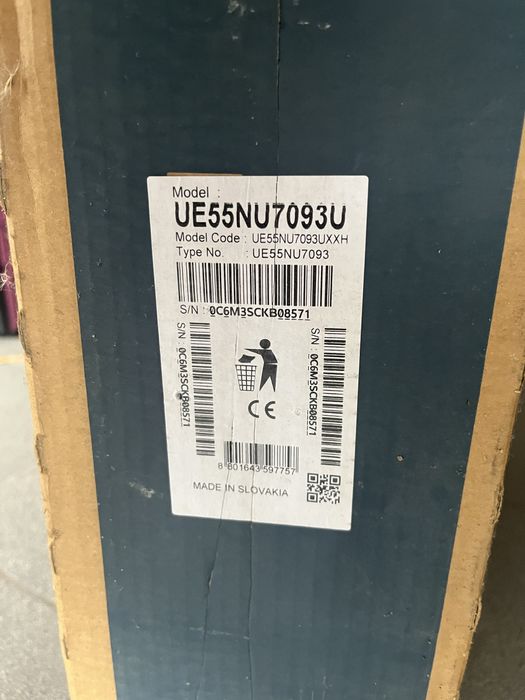 Model :
UE55NU7093U
Model Code : UE55NU7093UXXH
Type No. : UE55NU7093
S/N : 0C6M3SCKB08571
S/N : 0C6M3SCKB08571
S/N : 0C6M3SCKB08571
CE
8 801643 597757
MADE IN SLOVAKIA